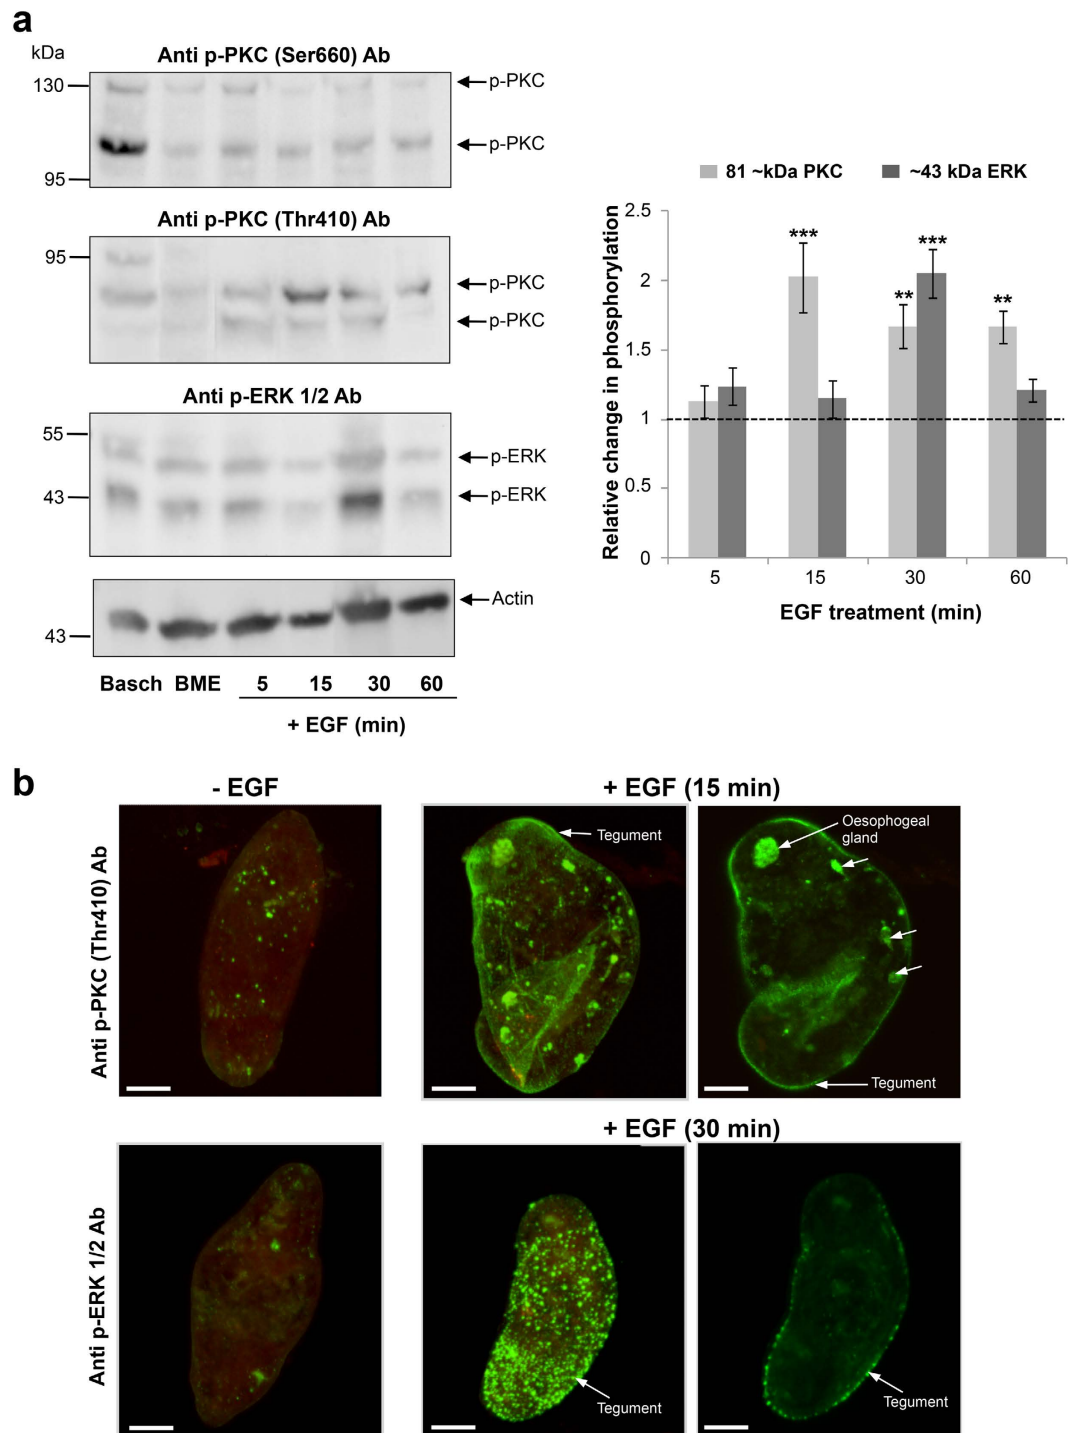 a
kDa
Anti p-PKC (Ser660) Ab
130
p-PKC
p-PKC
95
Anti p-PKC (Thr410) Ab
95
p-PKC
p-PKC
Anti p-ERK 1/2 Ab
55
p-ERK
43
p-ERK
Actin
43
Basch BME 5 15 30 60
+ EGF (min)
81 ~kDa PKC ~43 kDa ERK
Relative change in phosphorylation
2.5
2
1.5
1
0.5
0
***
**
***
**
5 15 30 60
EGF treatment (min)
b
- EGF
+ EGF (15 min)
Anti p-PKC (Thr410) Ab
Tegument
Oesophogeal
gland
Tegument
+ EGF (30 min)
Anti p-ERK 1/2 Ab
Tegument
Tegument